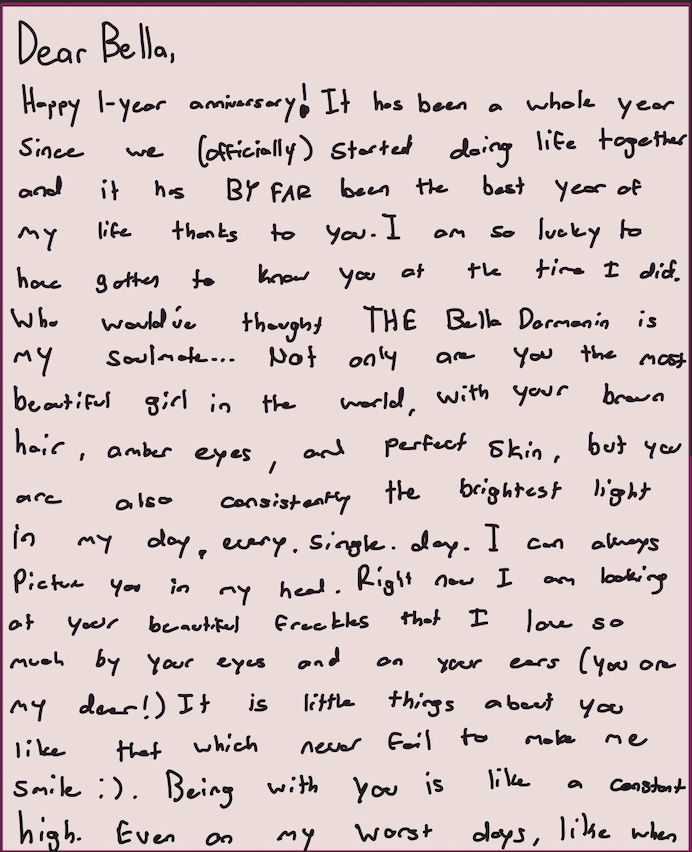 Dear Bella,
Happy 1-year anniversary! It has been a whole year
Since we (officially) started doing life together
and it has BY FAR been the best year of
my life thanks to you. I am so lucky to
have gotten to know you at the time I did.
Who would've thought THE Bella Dormanin is
my soulmate... Not only are you the most
beautiful girl in the world, with your brown
hair, amber eyes, and perfect skin, but you
are also consistently the brightest light
in my day, every. single. day. I can always
Picture you in my head. Right now I am looking
at your beautiful freckles that I love so
much by your eyes and on your ears (you are
my deer!) It is little things about you
like that which never fail to make me
smile :). Being with you is like a constant
high. Even on my worst days, like when